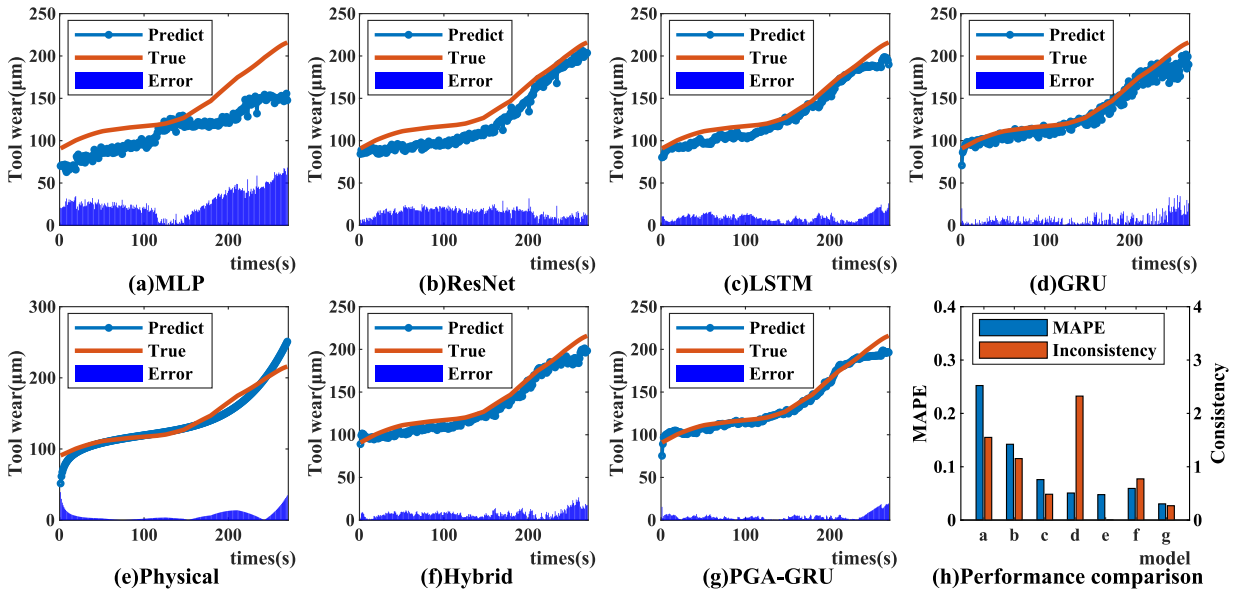 250
200
150
100
50
0
Tool wear(μm)
Predict
True
Error
0 100 200
times(s)
(a)MLP
250
200
150
100
50
0
Tool wear(μm)
Predict
True
Error
0 100 200
times(s)
(b)ResNet
250
200
150
100
50
0
Tool wear(μm)
Predict
True
Error
0 100 200
times(s)
(c)LSTM
250
200
150
100
50
0
Tool wear(μm)
Predict
True
Error
0 100 200
times(s)
(d)GRU
300
200
100
0
Tool wear(μm)
Predict
True
Error
0 100 200
times(s)
(e)Physical
250
200
150
100
50
0
Tool wear(μm)
Predict
True
Error
0 100 200
times(s)
(f)Hybrid
250
200
150
100
50
0
Tool wear(μm)
Predict
True
Error
0 100 200
times(s)
(g)PGA-GRU
0.4
0.3
0.2
0.1
0
MAPE
MAPE
Inconsistency
4
3
2
1
0
Consistency
a b c d e f g
model
(h)Performance comparison